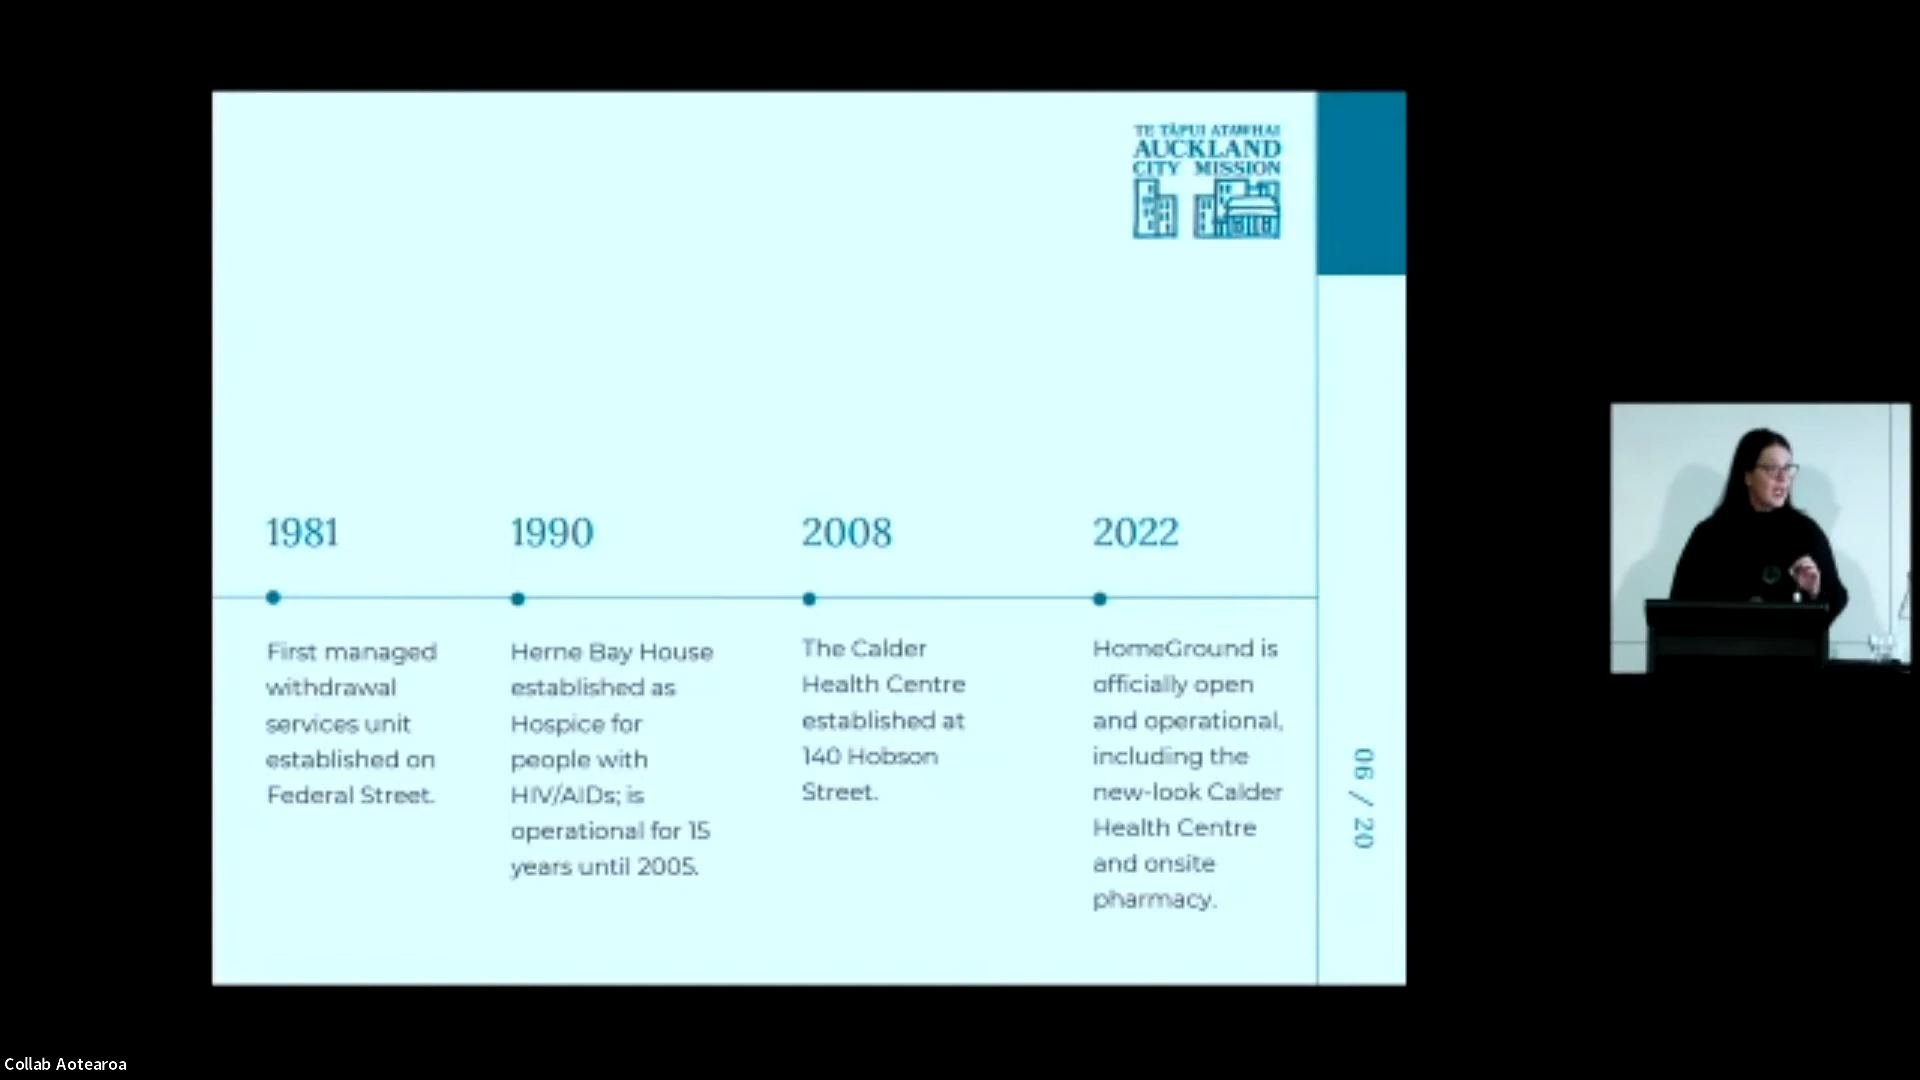 TE TĀPUI ATAWHAI
AUCKLAND
CITY MISSION
1981
First managed
withdrawal
services unit
established on
Federal Street.
1990
Herne Bay House
established as
Hospice for
people with
HIV/AIDs; is
operational for 15
years until 2005.
2008
The Calder
Health Centre
established at
140 Hobson
Street.
2022
HomeGround is
officially open
and operational,
including the
new-look Calder
Health Centre
and onsite
pharmacy.
06 / 20
Collab Aotearoa